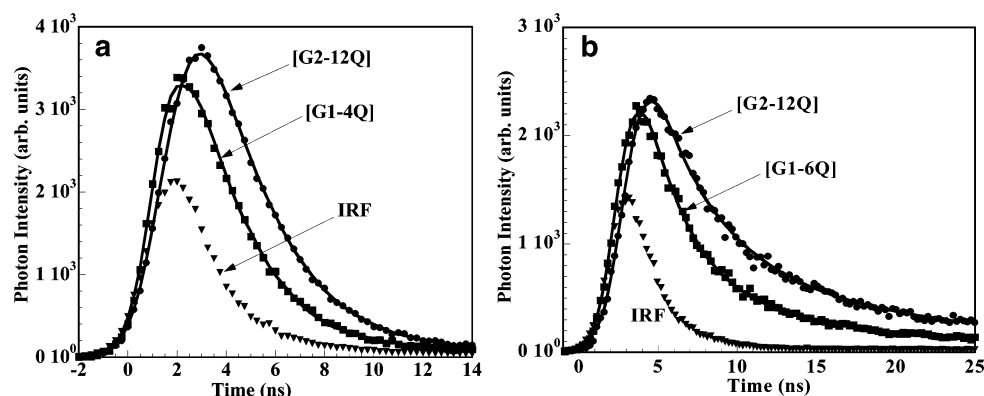 a
Photon Intensity (arb. units)
4 10³
3 10³
2 10³
1 10³
0 10⁰
[G2-12Q]
[G1-4Q]
IRF
-2 0 2 4 6 8 10 12 14
Time (ns)
b
Photon Intensity (arb. units)
3 10³
2 10³
1 10³
0 10⁰
[G2-12Q]
[G1-6Q]
IRF
0 5 10 15 20 25
Time (ns)